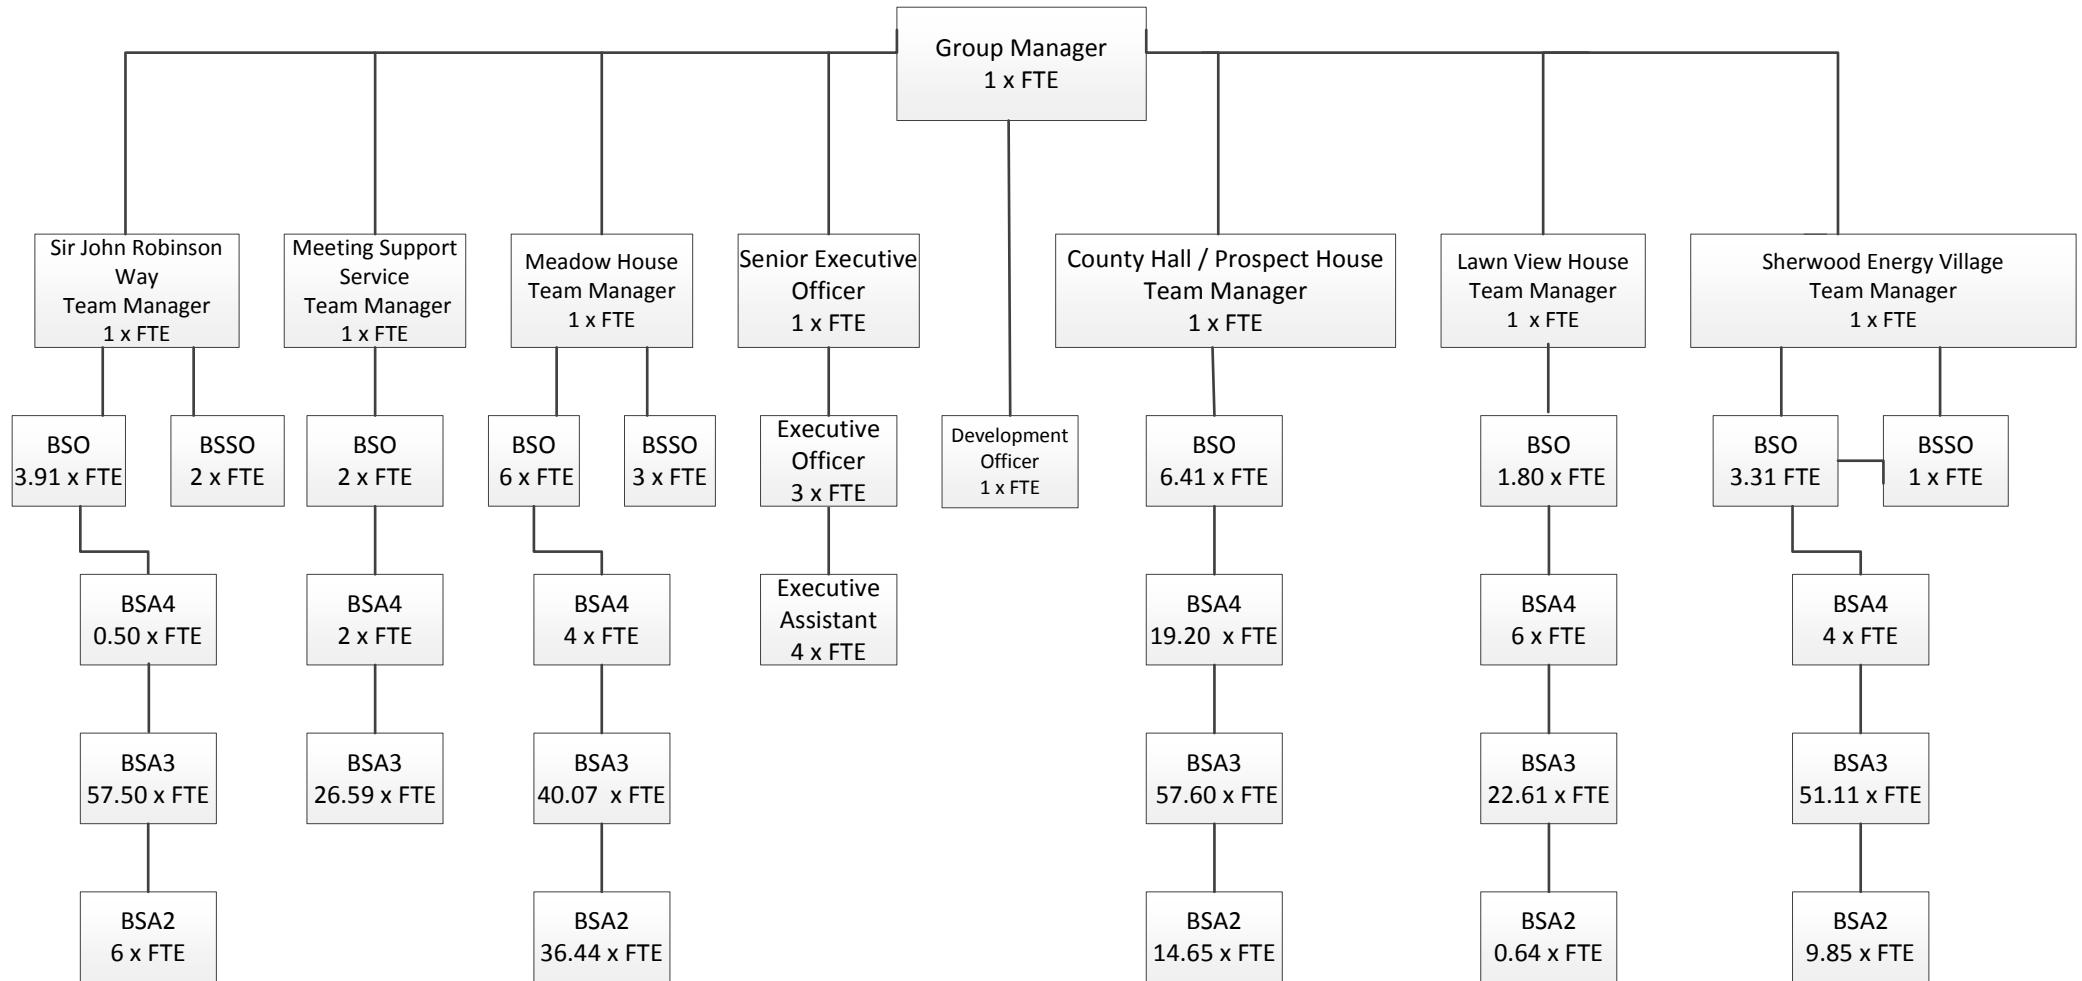 Group Manager
1 x FTE
Sir John Robinson
Way
Team Manager
1 x FTE
Meeting Support
Service
Team Manager
1 x FTE
Meadow House
Team Manager
1 x FTE
Senior Executive
Officer
1 x FTE
County Hall / Prospect House
Team Manager
1 x FTE
Lawn View House
Team Manager
1 x FTE
Sherwood Energy Village
Team Manager
1 x FTE
BSO
3.91 x FTE
BSSO
2 x FTE
BSO
2 x FTE
BSO
6 x FTE
BSSO
3 x FTE
Executive
Officer
3 x FTE
Development
Officer
1 x FTE
BSO
6.41 x FTE
BSO
1.80 x FTE
BSO
3.31 FTE
BSSO
1 x FTE
BSA4
0.50 x FTE
BSA4
2 x FTE
BSA4
4 x FTE
Executive
Assistant
4 x FTE
BSA4
19.20 x FTE
BSA4
6 x FTE
BSA4
4 x FTE
BSA3
57.50 x FTE
BSA3
26.59 x FTE
BSA3
40.07 x FTE
BSA3
57.60 x FTE
BSA3
22.61 x FTE
BSA3
51.11 x FTE
BSA2
6 x FTE
BSA2
36.44 x FTE
BSA2
14.65 x FTE
BSA2
0.64 x FTE
BSA2
9.85 x FTE